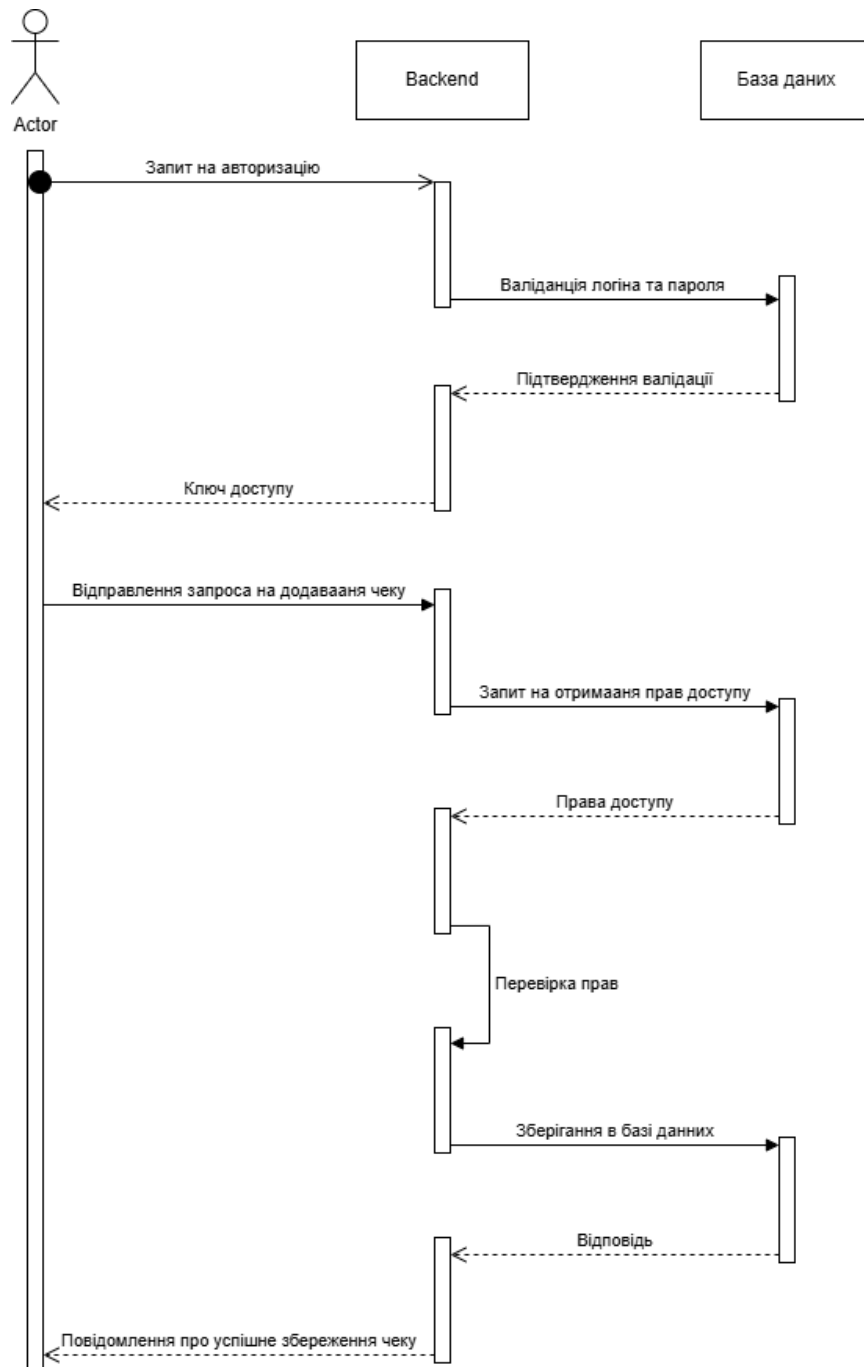 Backend
База даних
Actor
Запит на авторизацію
Валіданція логіна та пароля
Підтвердження валідації
Ключ доступу
Відправлення запроса на додавааня чеку
Запит на отримааня прав доступу
Права доступу
Перевірка прав
Зберігання в базі данних
Відповідь
Повідомлення про успішне збереження чеку